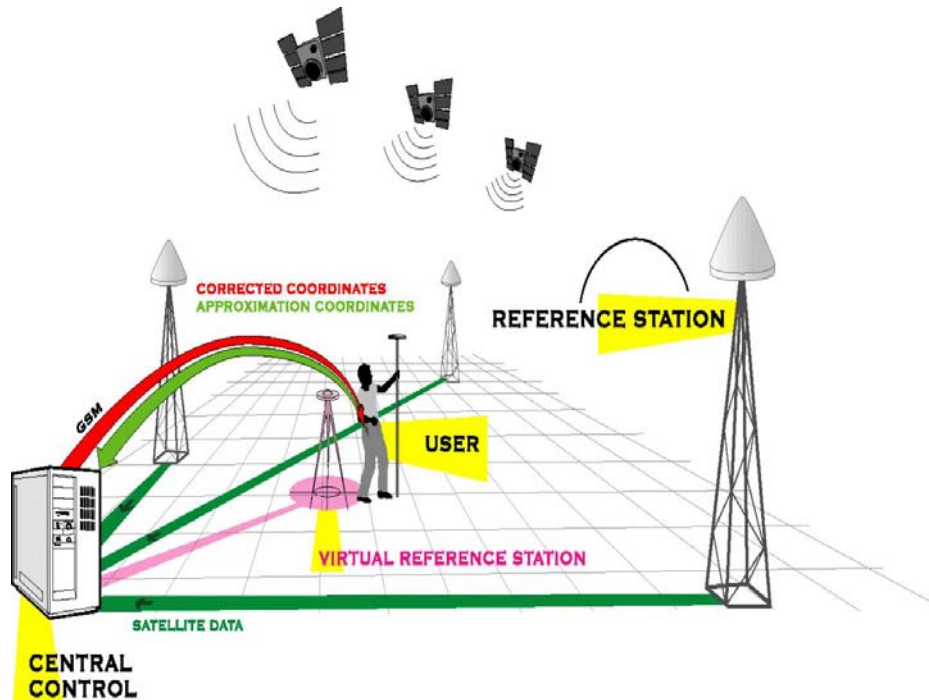 CORRECTED COORDINATES
APPROXIMATION COORDINATES
REFERENCE STATION
GSM
USER
VIRTUAL REFERENCE STATION
SATELLITE DATA
CENTRAL
CONTROL